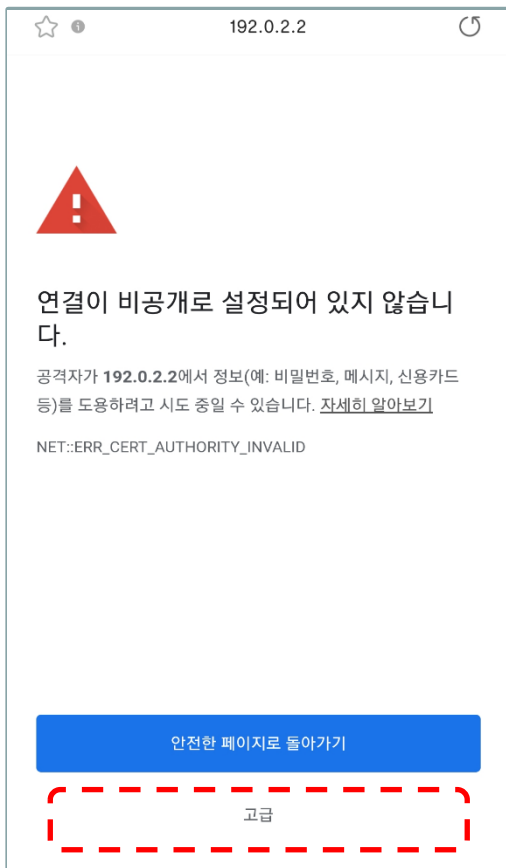 192.0.2.2
연결이 비공개로 설정되어 있지 않습니
다.
공격자가 192.0.2.2에서 정보(예: 비밀번호, 메시지, 신용카드
등)를 도용하려고 시도 중일 수 있습니다. 자세히 알아보기
NET::ERR_CERT_AUTHORITY_INVALID
안전한 페이지로 돌아가기
고급